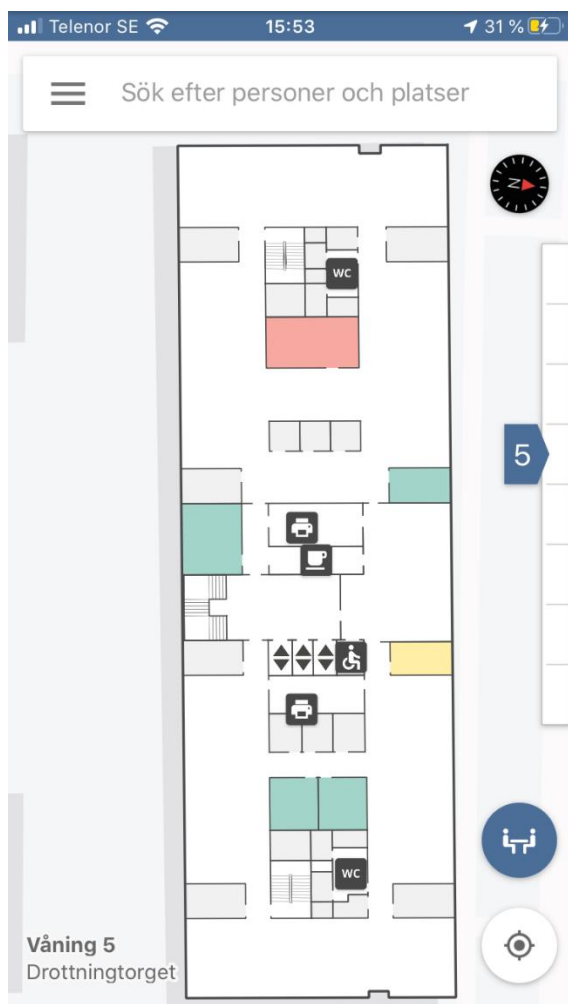 Telenor SE 15:53 31 %
Sök efter personer och platser
N
WC
5
WC
Våning 5
Drottningtorget